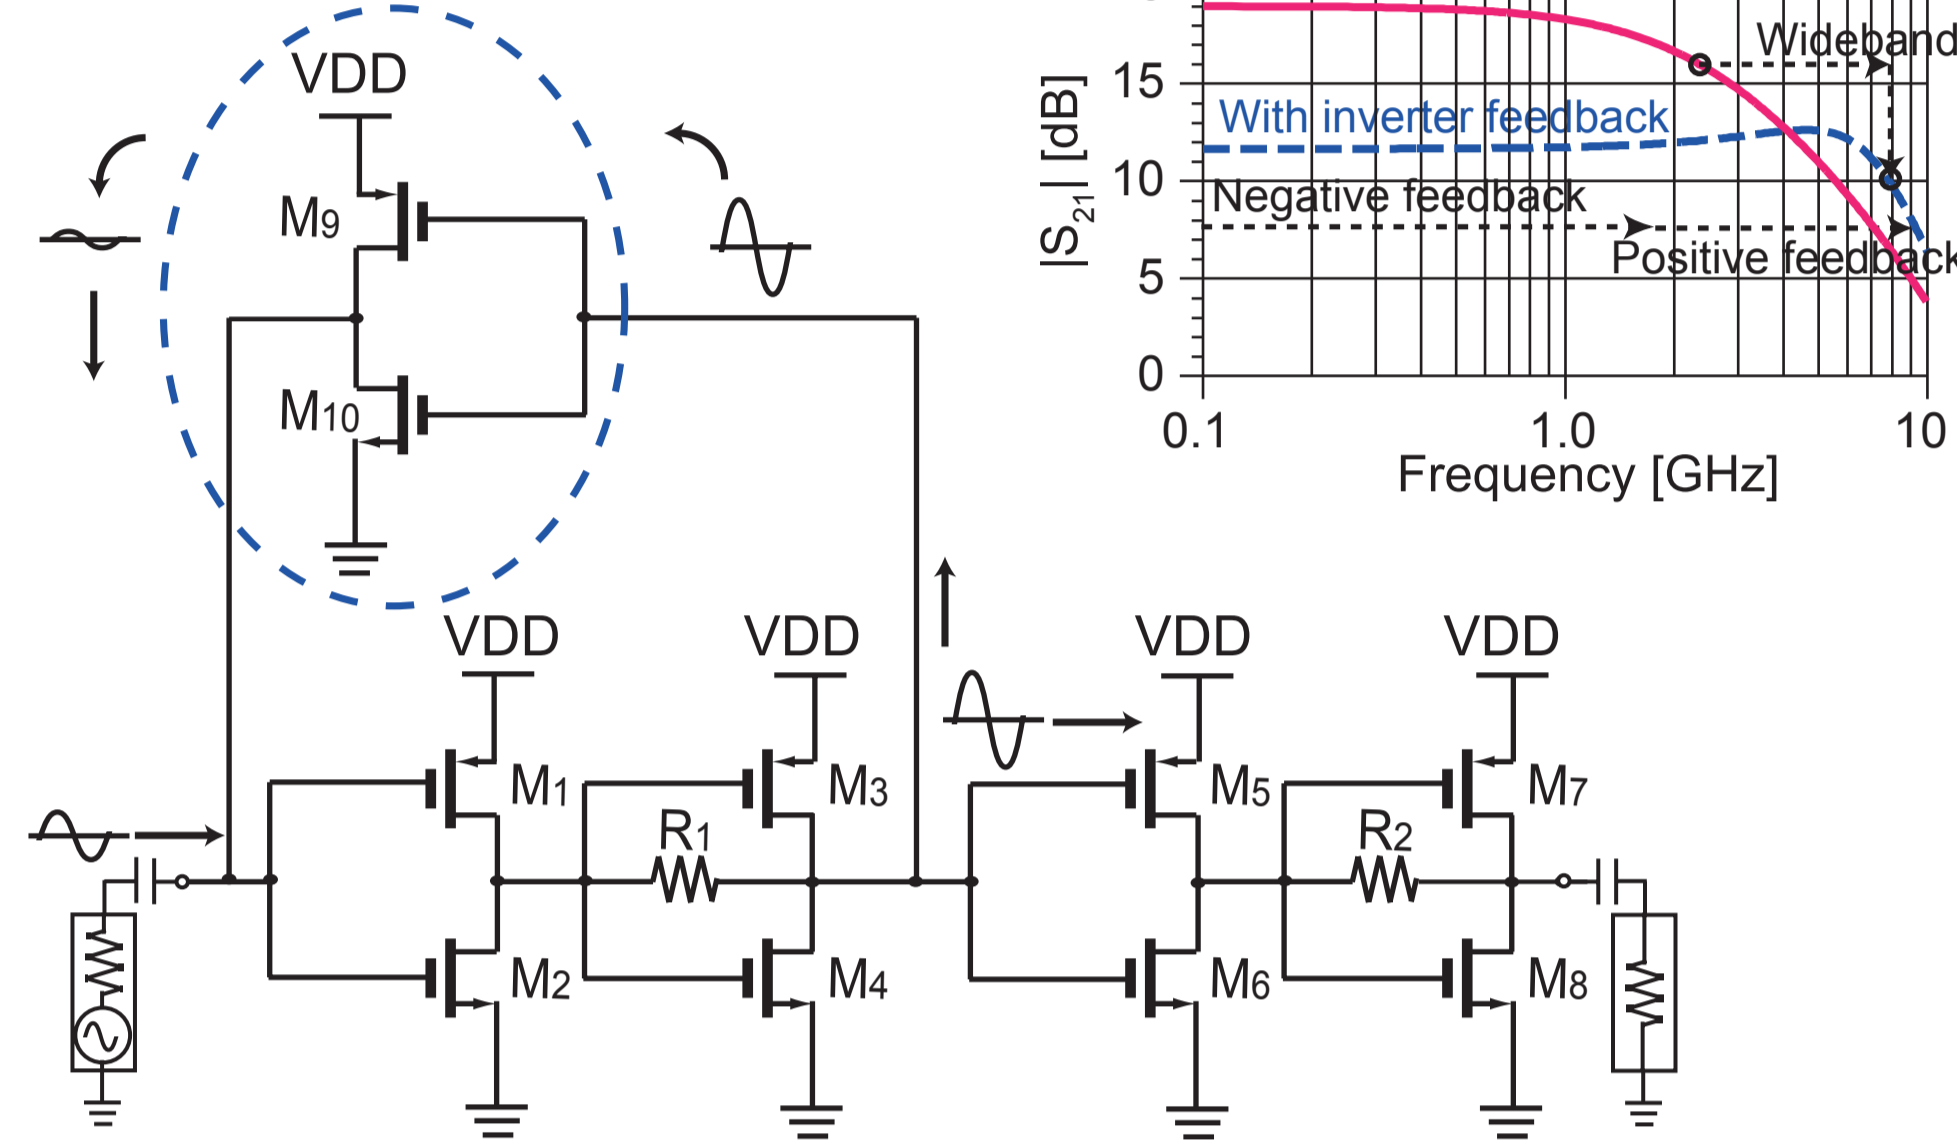 VDD
M9
M10
VDD
VDD
VDD
VDD
M1
M3
M5
M7
R1
R2
M2
M4
M6
M8
|S21| [dB]
15
10
5
0
Wideband
With inverter feedback
Negative feedback
Positive feedback
0.1
1.0
10
Frequency [GHz]